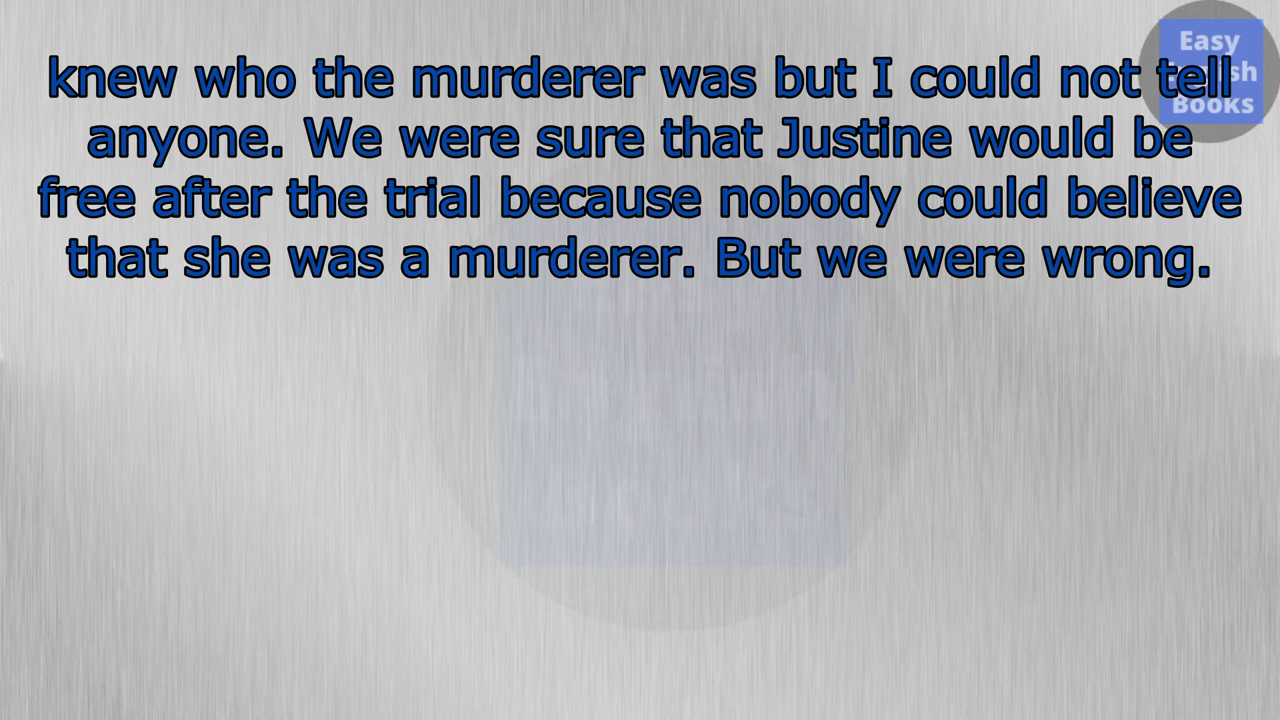 Easy
Books
knew who the murderer was but I could not tell
anyone. We were sure that Justine would be
free after the trial because nobody could believe
that she was a murderer. But we were wrong.